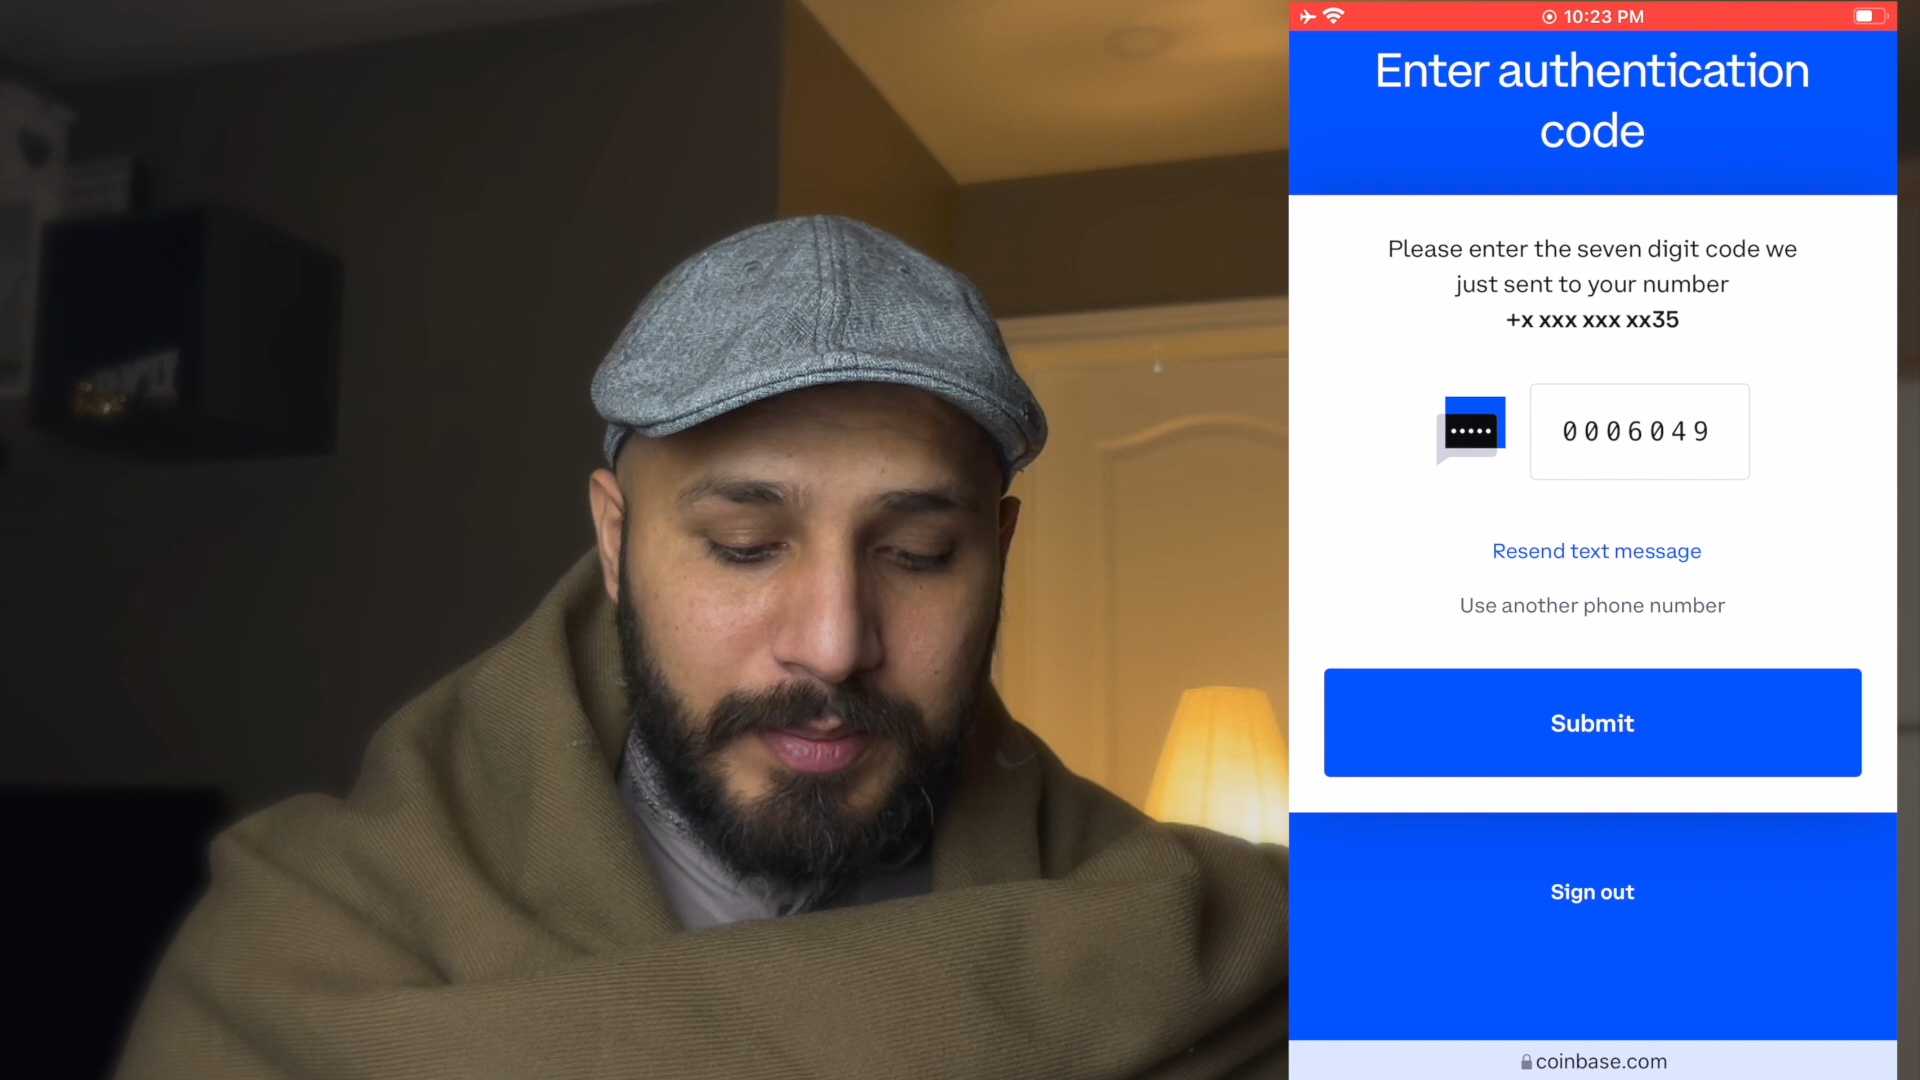 10:23 PM
Enter authentication
code
Please enter the seven digit code we
just sent to your number
+x xxx xxx xx35
0006049
Resend text message
Use another phone number
Submit
Sign out
coinbase.com